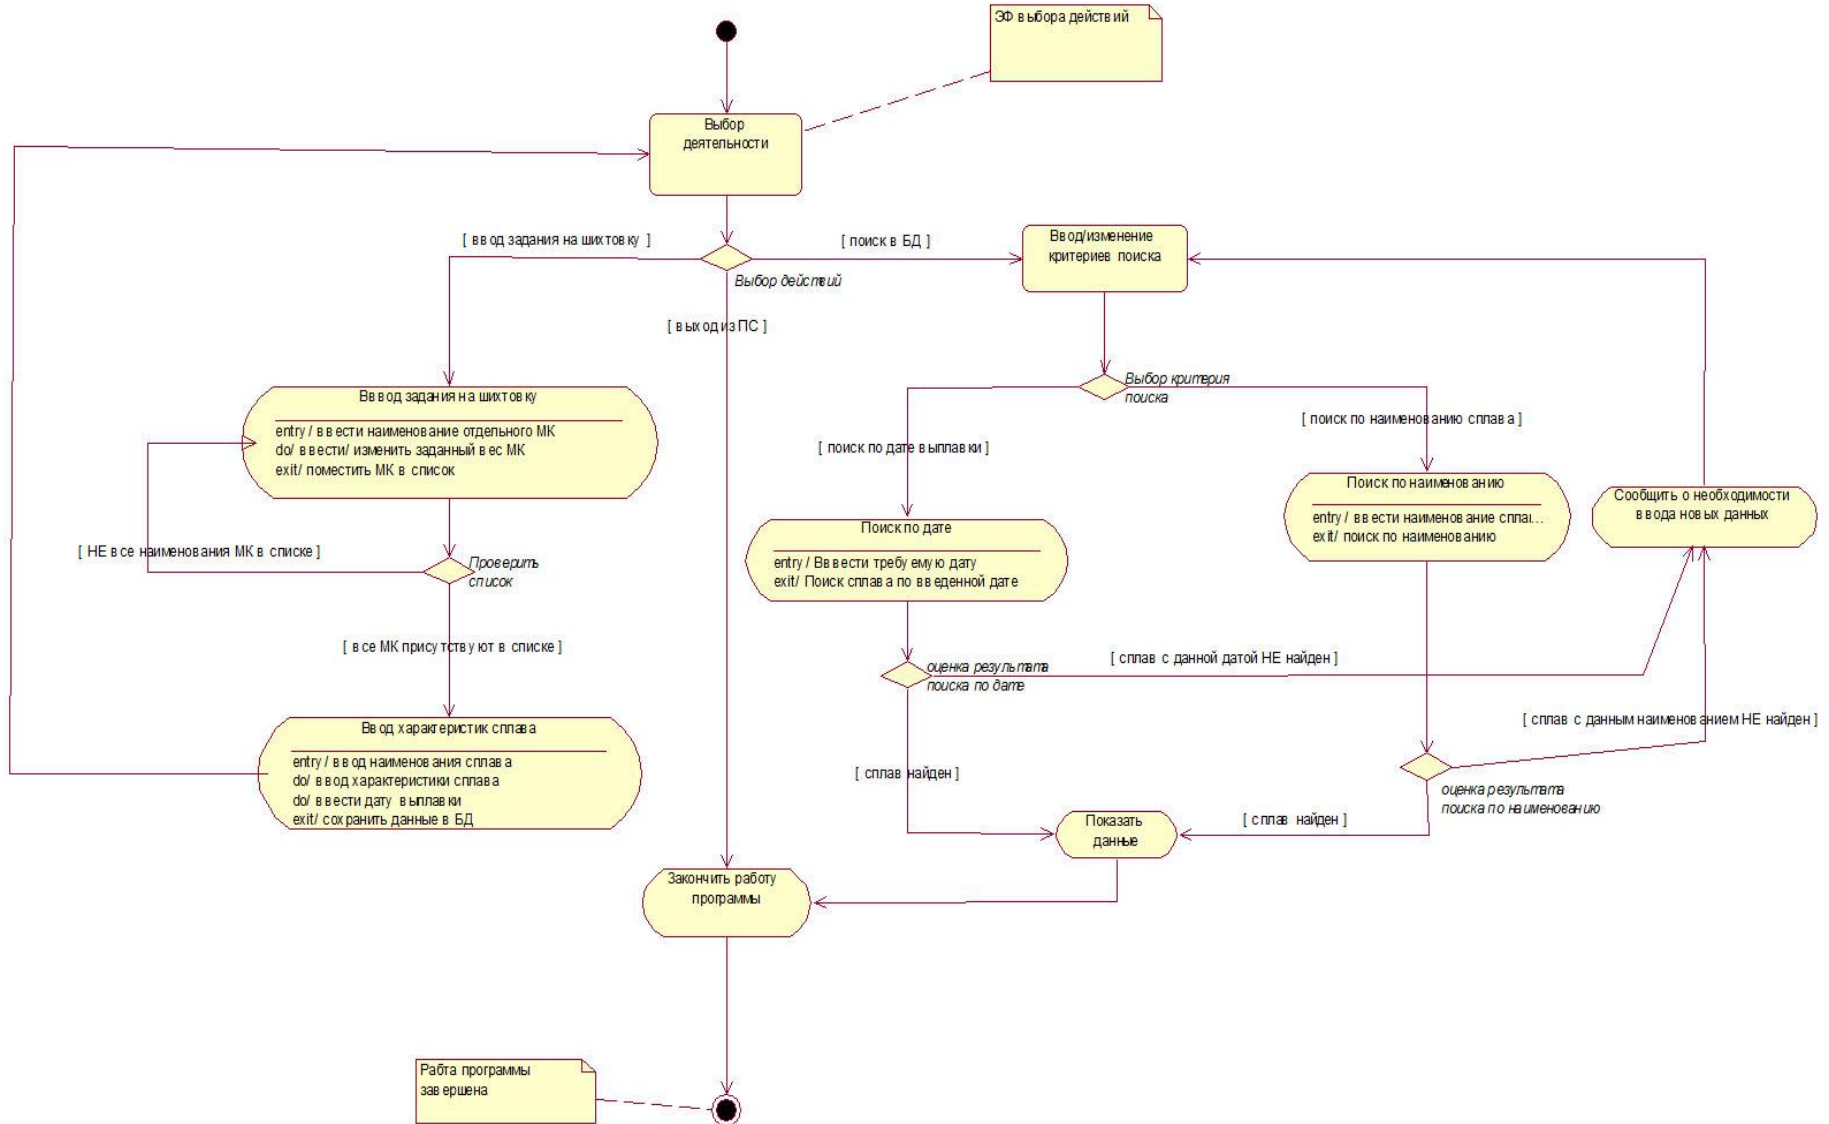 ЭФ выбора действий
Выбор
деятельности
[ ввод задания на шихтовку ]
[ поиск в БД ]
Ввод/изменение
критериев поиска
Выбор действий
[ выход из ПС ]
Выбор критерия
поиска
Вввод задания на шихтовку
entry / ввести наименование отдельного МК
do/ ввести/ изменить заданный вес МК
exit/ поместить МК в список
[ поиск по дате выплавки ]
[ поиск по наименованию сплава ]
Поиск по наименованию
entry / ввести наименование спла...
exit/ поиск по наименованию
Сообщить о необходимости
ввода новых данных
Поиск по дате
entry / Вввести требуемую дату
exit/ Поиск сплава по введенной дате
[ НЕ все наименования МК в списке ]
Проверить
список
[ все МК присутствуют в списке ]
оценка результата
поиска по дате
[ сплав с данной датой НЕ найден ]
[ сплав с данным наименованием НЕ найден ]
Ввод характеристик сплава
entry / ввод наименования сплава
do/ ввод характеристики сплава
do/ ввести дату выплавки
exit/ сохранить данные в БД
[ сплав найден ]
оценка результата
поиска по наименованию
[ сплав найден ]
Показать
данные
Закончить работу
программы
Рабта программы
завершена